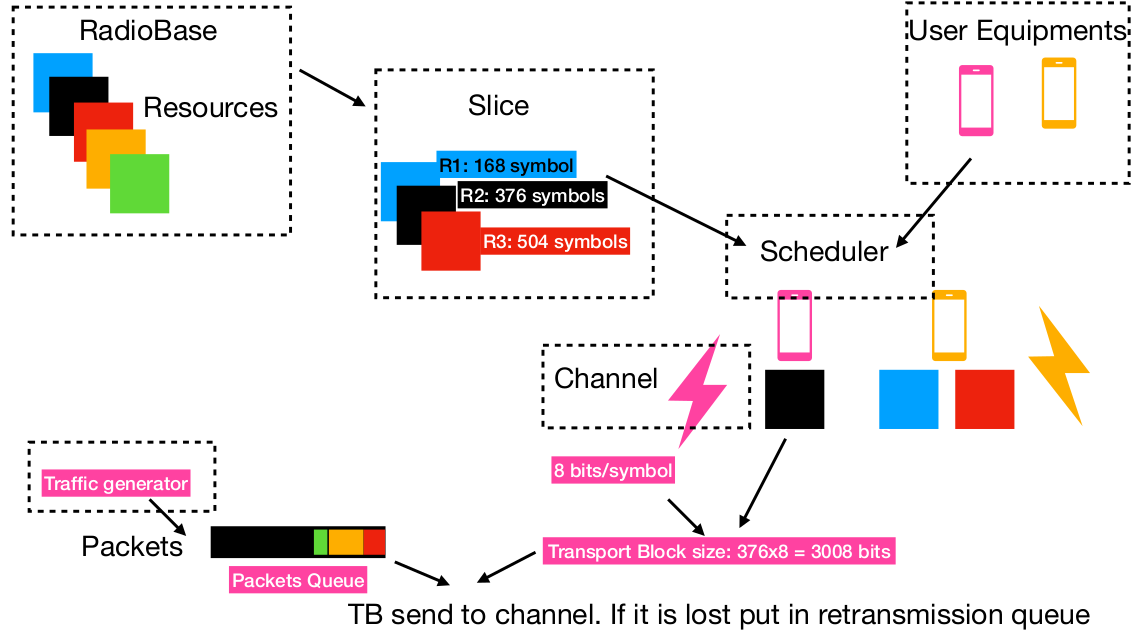 RadioBase
Resources
Slice
R1: 168 symbol
R2: 376 symbols
R3: 504 symbols
User Equipments
Scheduler
Channel
8 bits/symbol
Traffic generator
Packets
Packets Queue
Transport Block size: 376x8 = 3008 bits
TB send to channel. If it is lost put in retransmission queue